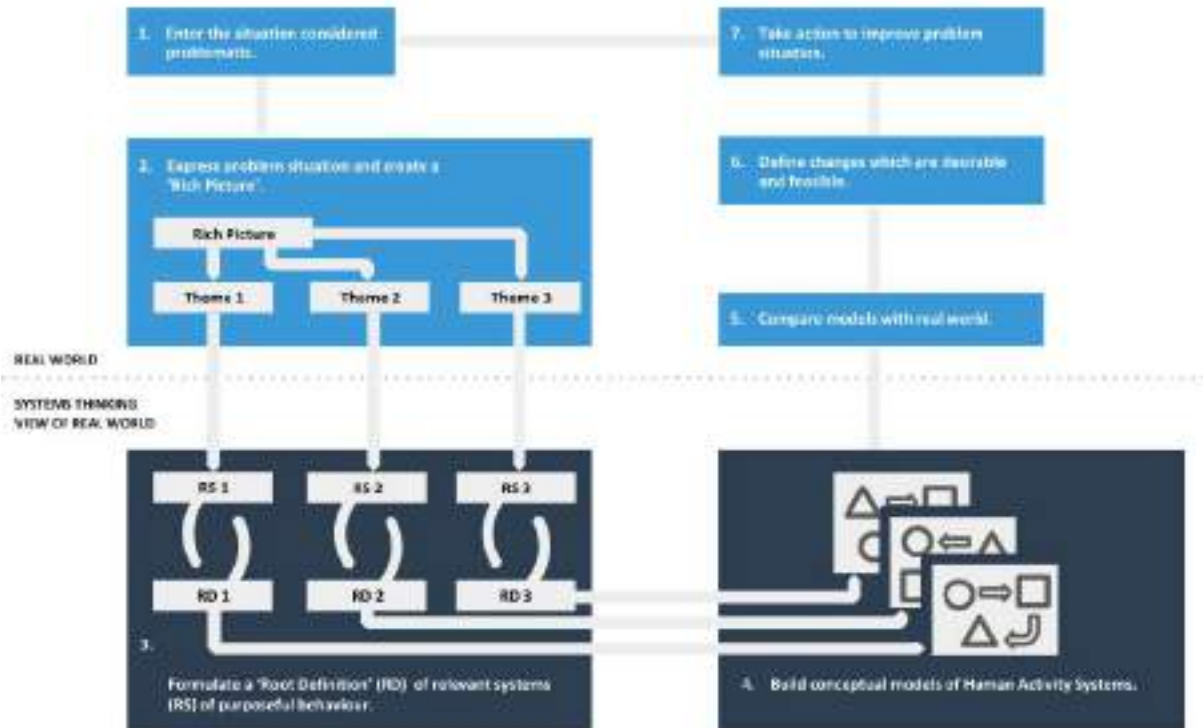 1. Enter the situation considered
problematic.
7. Take action to improve problem
situation.
2. Express problem situation and create a
'Rich Picture'.
6. Define changes which are desirable
and feasible.
Rich Picture
Theme 1
Theme 2
Theme 3
5. Compare models with real world.
REAL WORLD
SYSTEMS THINKING
VIEW OF REAL WORLD
RS 1
RS 2
RS 3
RD 1
RD 2
RD 3
3.
Formulate a 'Root Definition' (RD) of relevant systems
(RS) of purposeful behaviour.
4. Build conceptual models of Human Activity Systems.